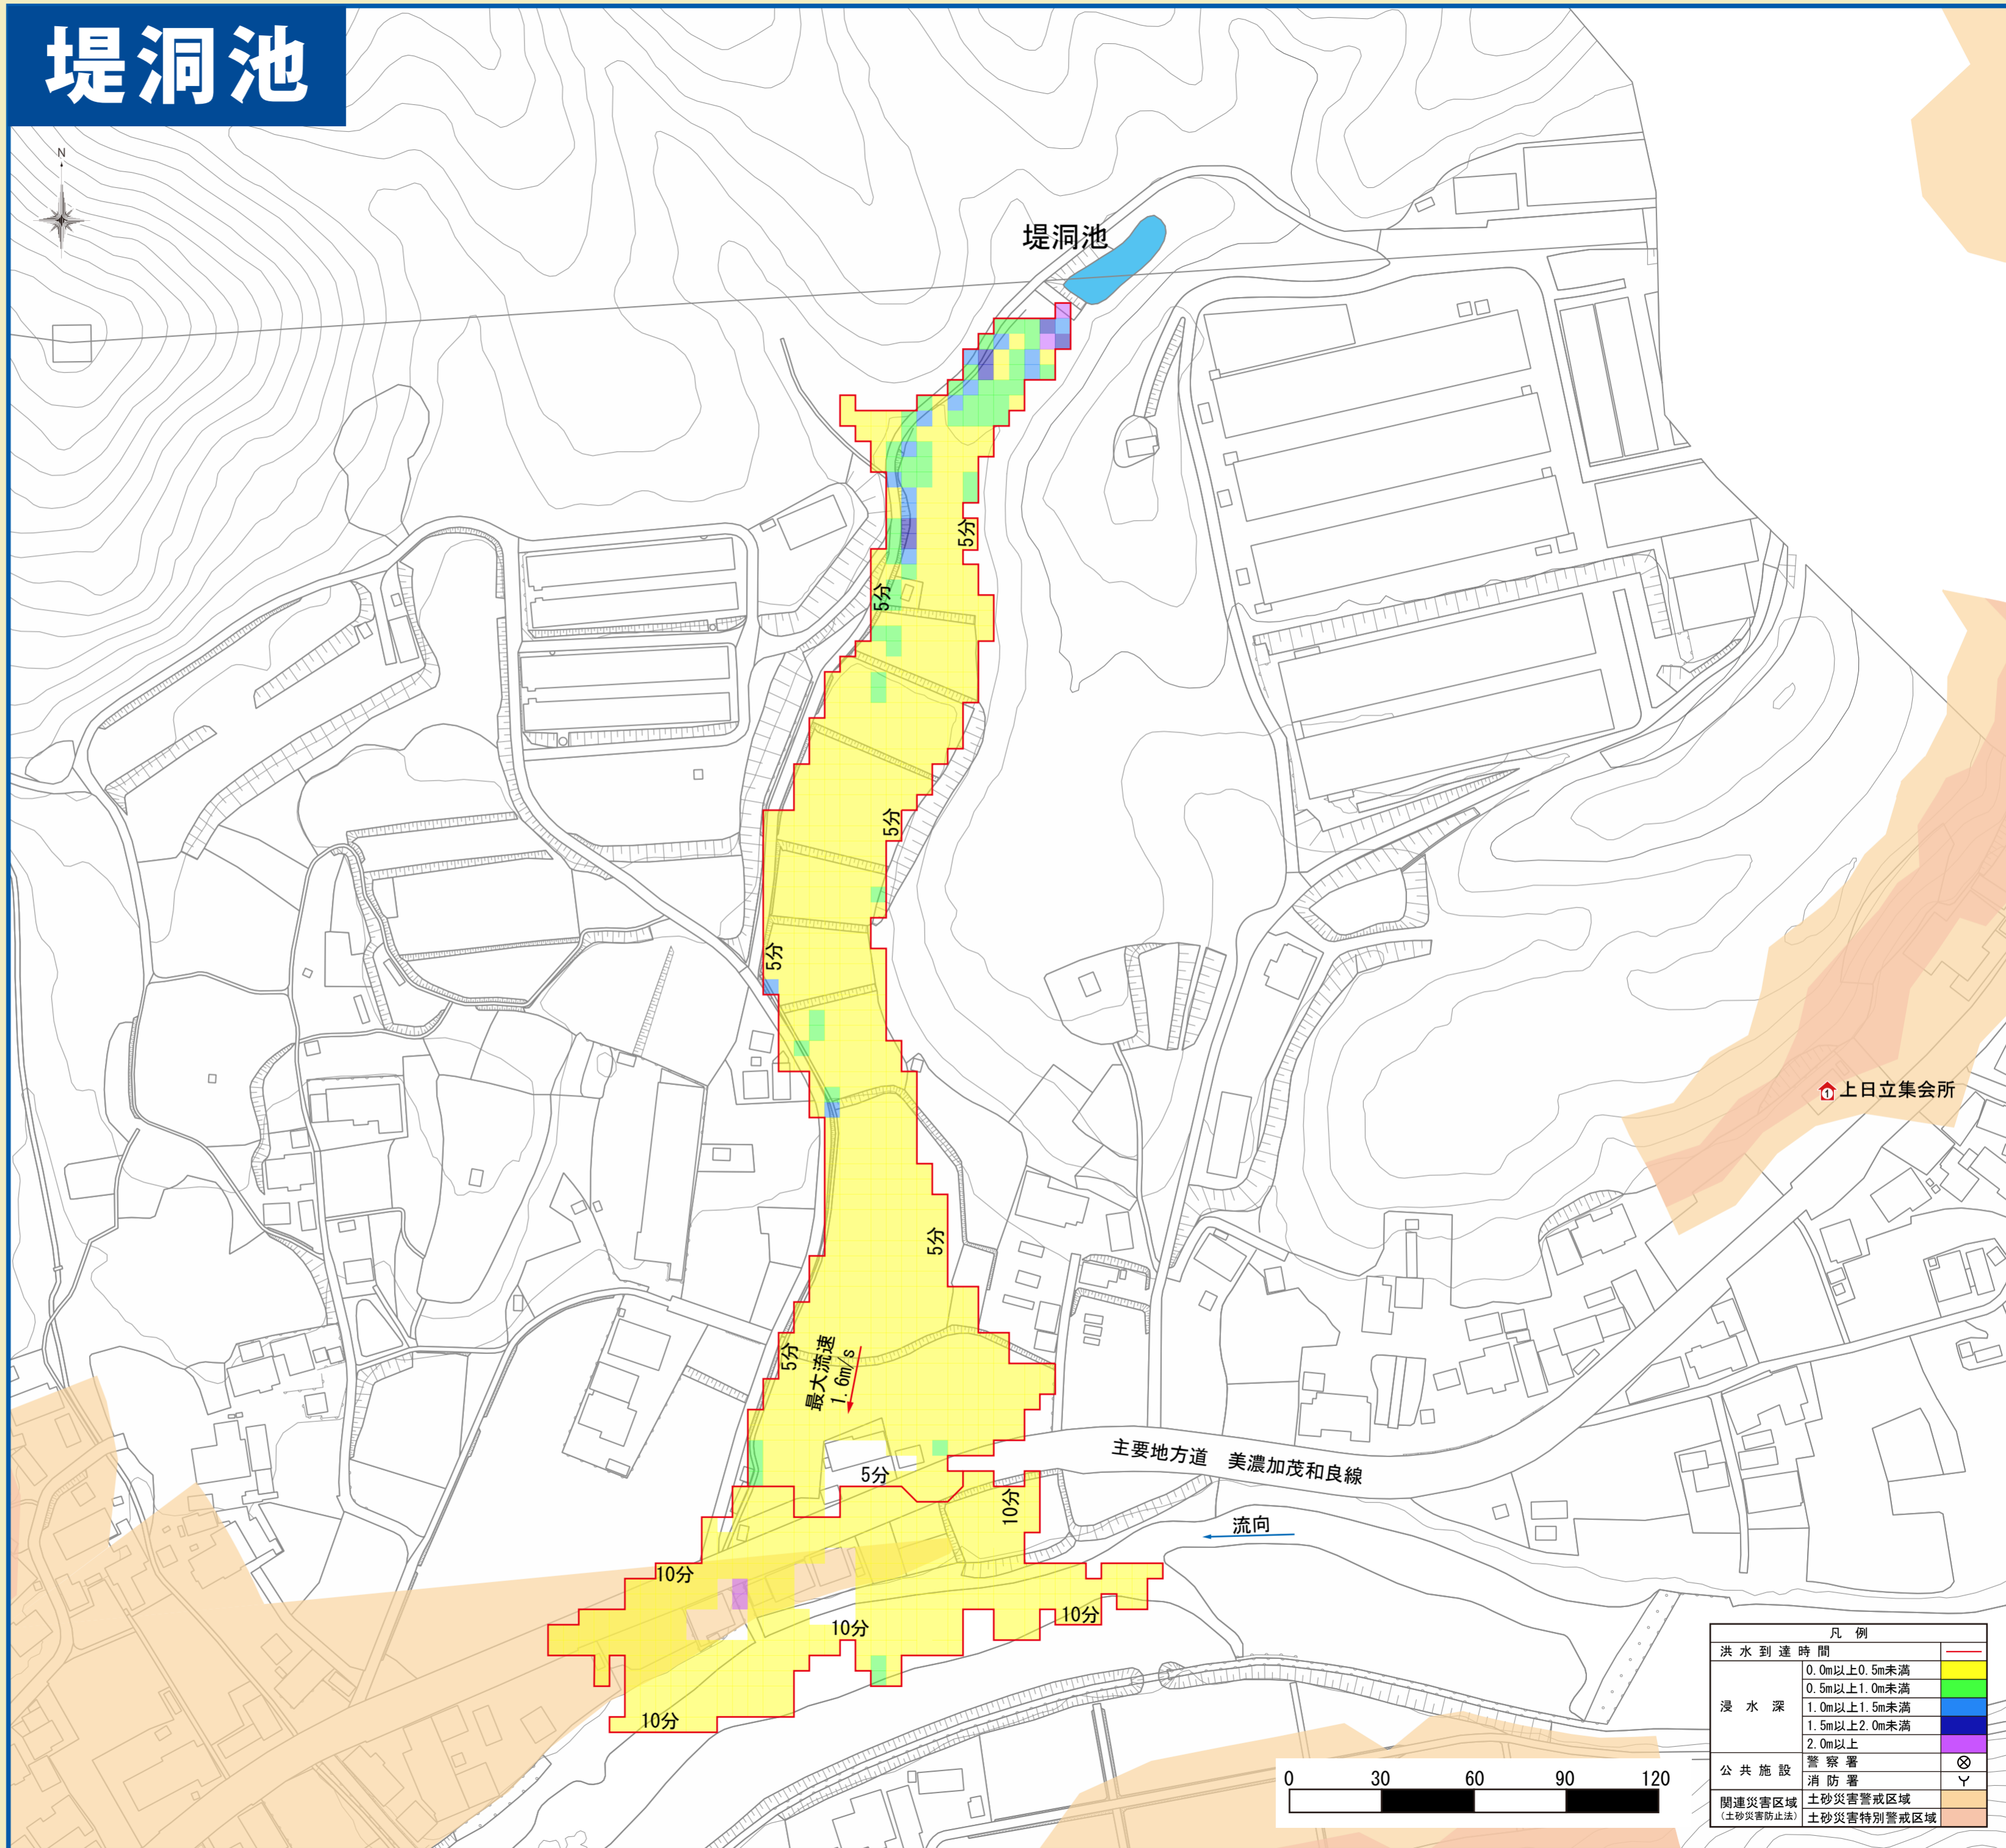 堤洞池
N
堤洞池
5分
5分
5分
5分
5分
5分
最大流速
1.6m/s
5分
主要地方道　美濃加茂和良線
10分
流向
10分
10分
10分
10分
上日立集会所
1
凡　例
洪水到達時間
浸水深
0.0m以上0.5m未満
0.5m以上1.0m未満
1.0m以上1.5m未満
1.5m以上2.0m未満
2.0m以上
公共施設
警察署
消防署
関連災害区域
(土砂災害防止法)
土砂災害警戒区域
土砂災害特別警戒区域
0 30 60 90 120